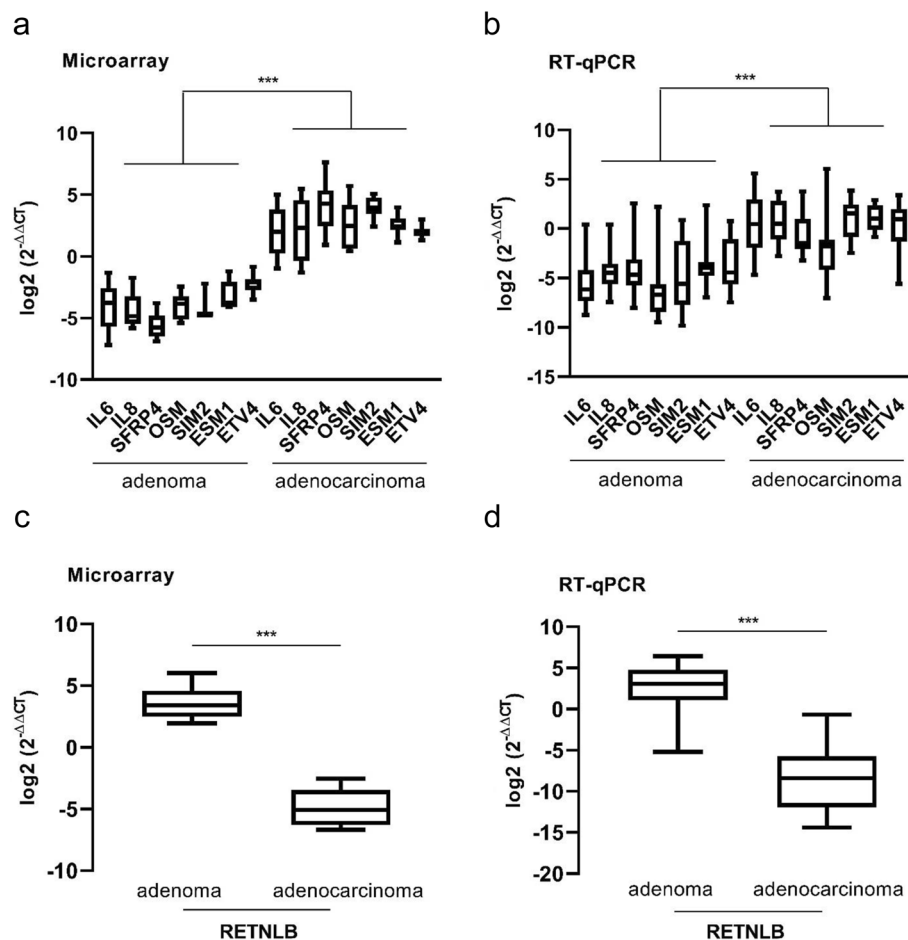 a
Microarray
***
log2 (2^-ΔΔCT)
10
5
0
-5
-10
IL6
IL8
SFRP4
OSM
SIM2
ESM1
ETV4
IL6
IL8
SFRP4
OSM
SIM2
ESM1
ETV4
adenoma
adenocarcinoma
b
RT-qPCR
***
log2 (2^-ΔΔCT)
10
5
0
-5
-10
-15
IL6
IL8
SFRP4
OSM
SIM2
ESM1
ETV4
IL6
IL8
SFRP4
OSM
SIM2
ESM1
ETV4
adenoma
adenocarcinoma
c
Microarray
***
log2 (2^-ΔΔCT)
10
5
0
-5
-10
adenoma
adenocarcinoma
RETNLB
d
RT-qPCR
***
log2 (2^-ΔΔCT)
10
5
0
-5
-10
-15
-20
adenoma
adenocarcinoma
RETNLB